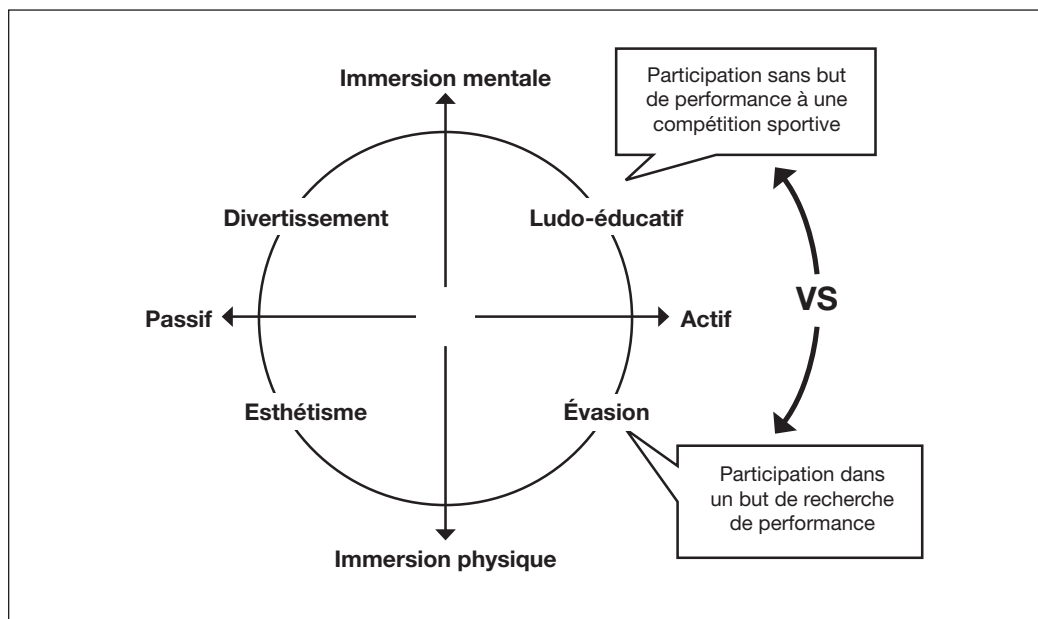 Immersion mentale
Participation sans but
de performance à une
compétition sportive
Divertissement
Ludo-éducatif
Passif
Actif
VS
Esthétisme
Évasion
Participation dans
un but de recherche
de performance
Immersion physique